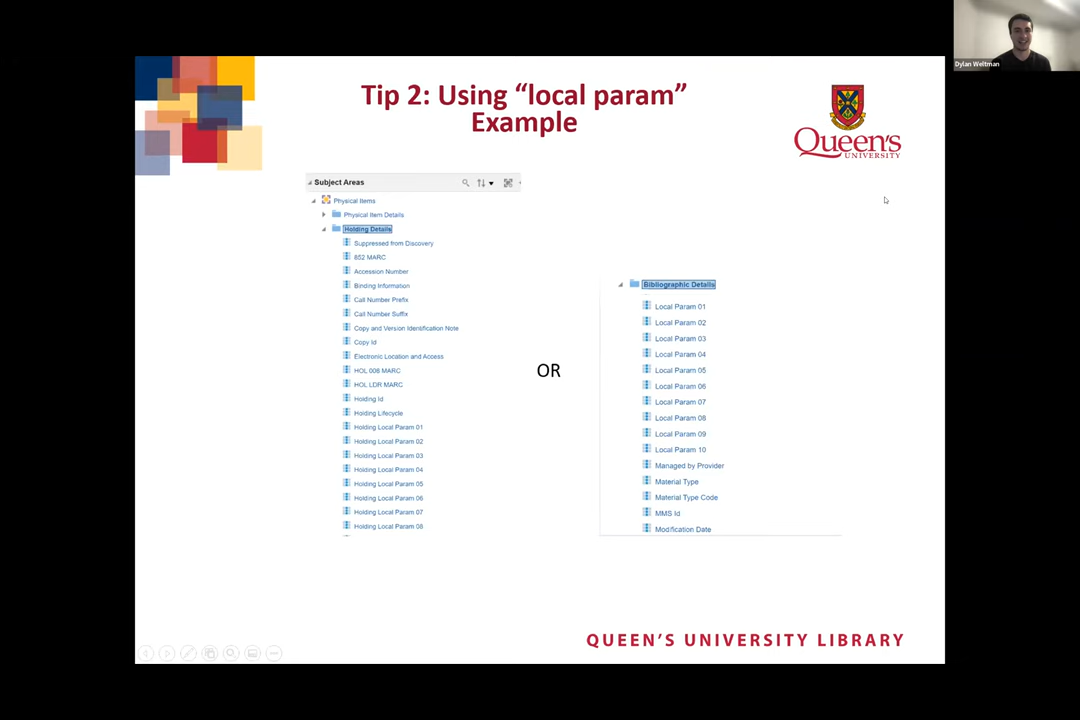 Dylan Weltman
Tip 2: Using “local param”
Example
Queen's
UNIVERSITY
Subject Areas
Physical Items
Physical Item Details
Holding Details
Suppressed from Discovery
852 MARC
Accession Number
Binding Information
Call Number Prefix
Call Number Suffix
Copy and Version Identification Note
Copy Id
Electronic Location and Access
HOL 008 MARC
HOL LDR MARC
Holding Id
Holding Lifecycle
Holding Local Param 01
Holding Local Param 02
Holding Local Param 03
Holding Local Param 04
Holding Local Param 05
Holding Local Param 06
Holding Local Param 07
Holding Local Param 08
OR
Bibliographic Details
Local Param 01
Local Param 02
Local Param 03
Local Param 04
Local Param 05
Local Param 06
Local Param 07
Local Param 08
Local Param 09
Local Param 10
Managed by Provider
Material Type
Material Type Code
MMS Id
Modification Date
QUEEN'S UNIVERSITY LIBRARY